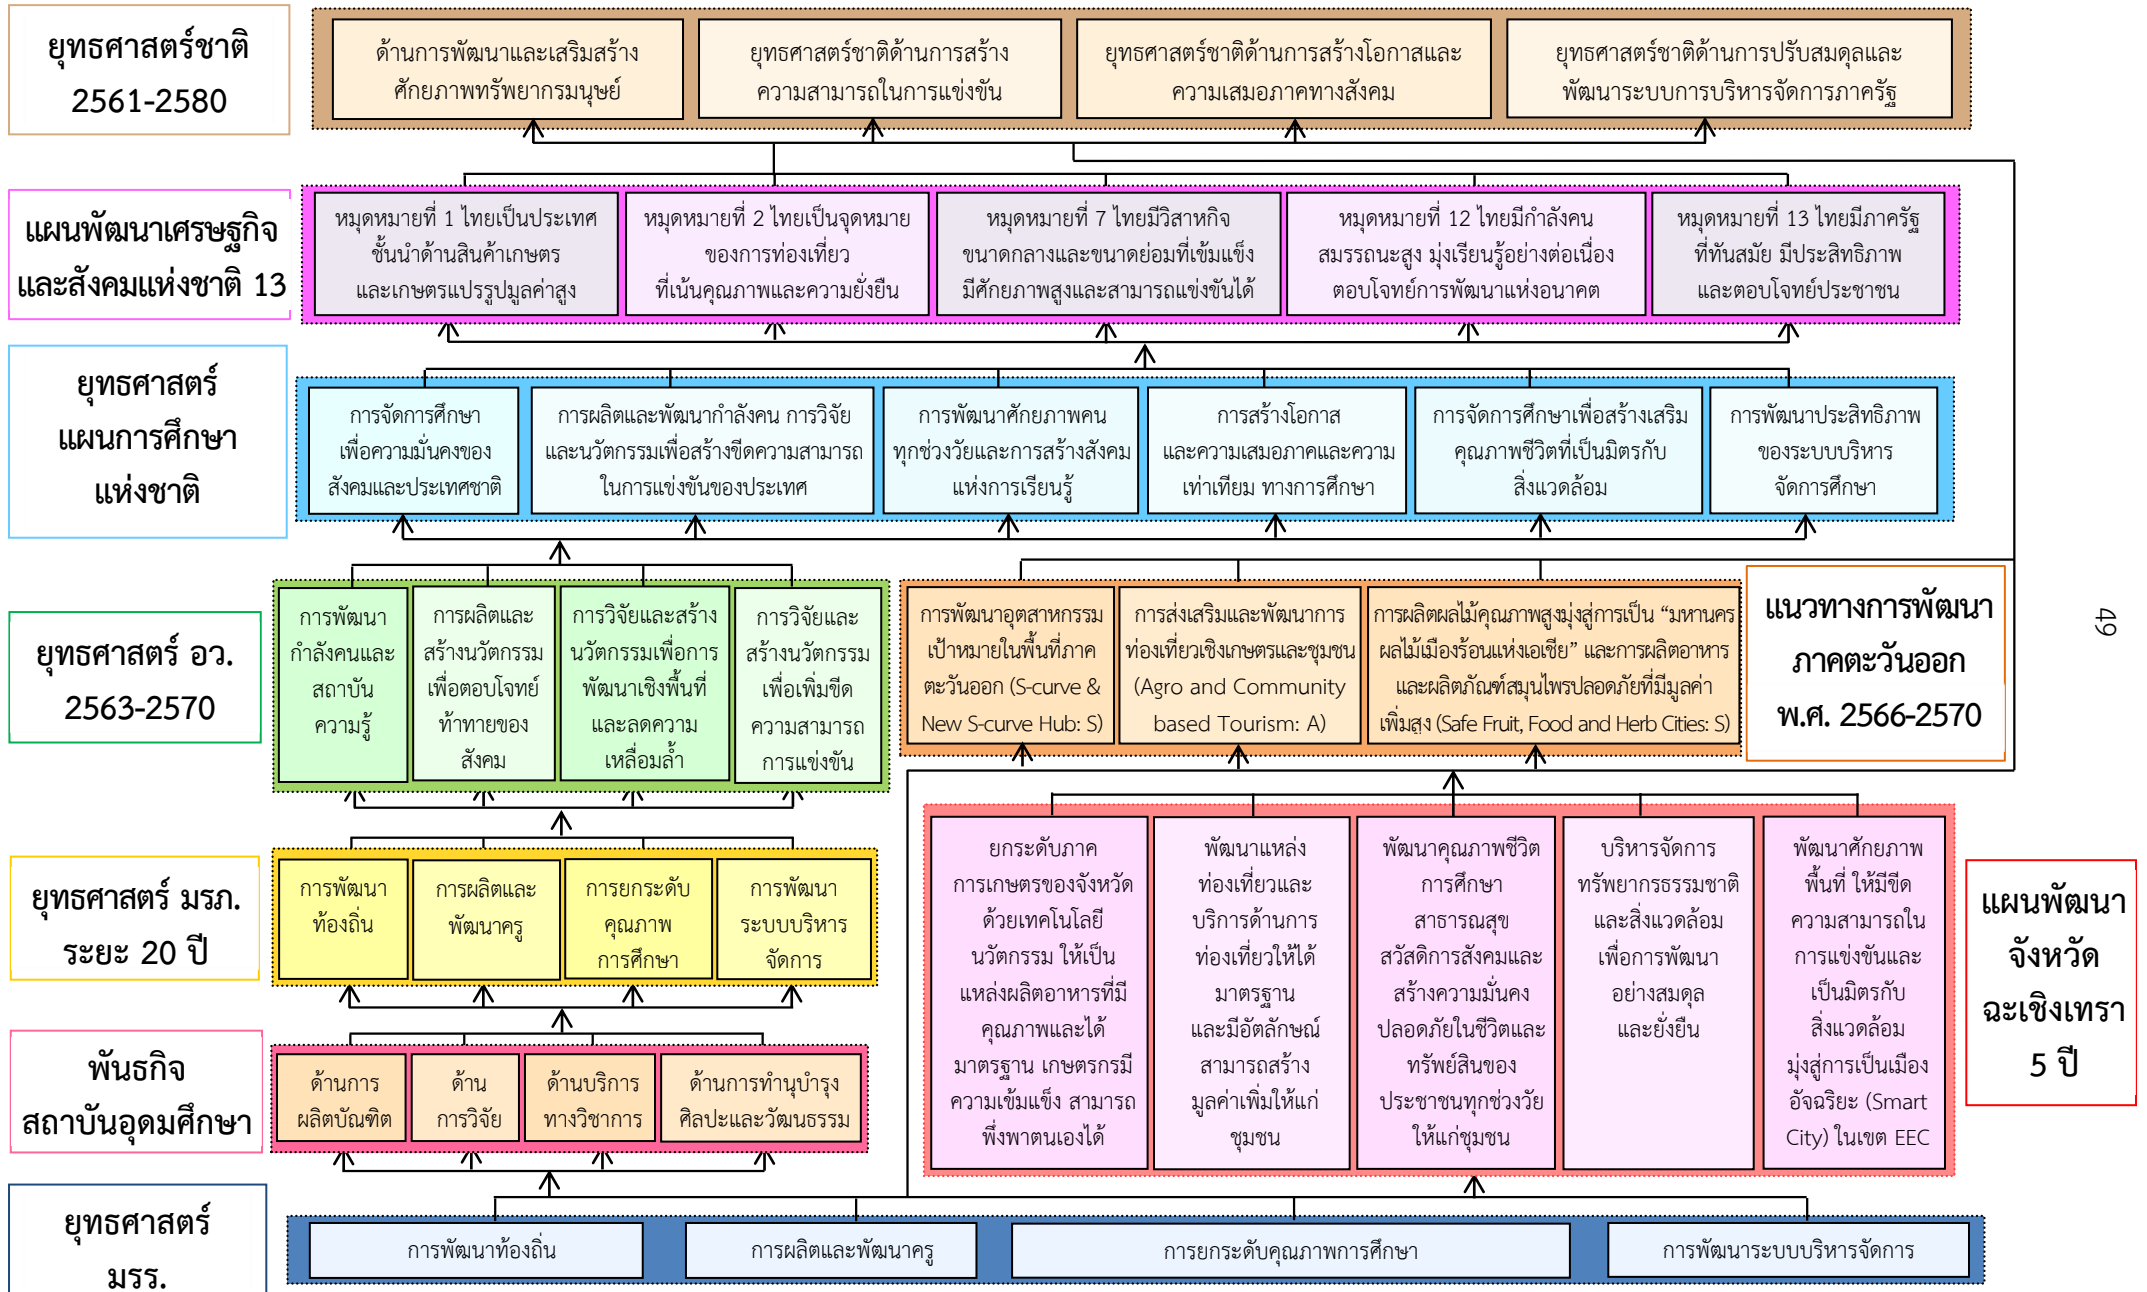 ยุทธศาสตร์ชาติ
2561-2580
ด้านการพัฒนาและเสริมสร้าง
ศักยภาพทรัพยากรมนุษย์
ยุทธศาสตร์ชาติด้านการสร้าง
ความสามารถในการแข่งขัน
ยุทธศาสตร์ชาติด้านการสร้างโอกาสและ
ความเสมอภาคทางสังคม
ยุทธศาสตร์ชาติด้านการปรับสมดุลและ
พัฒนาระบบการบริหารจัดการภาครัฐ
แผนพัฒนาเศรษฐกิจ
และสังคมแห่งชาติ 13
หมุดหมายที่ 1 ไทยเป็นประเทศ
ชั้นนำด้านสินค้าเกษตร
และเกษตรแปรรูปมูลค่าสูง
หมุดหมายที่ 2 ไทยเป็นจุดหมาย
ของการท่องเที่ยว
ที่เน้นคุณภาพและความยั่งยืน
หมุดหมายที่ 7 ไทยมีวิสาหกิจ
ขนาดกลางและขนาดย่อมที่เข้มแข็ง
มีศักยภาพสูงและสามารถแข่งขันได้
หมุดหมายที่ 12 ไทยมีกำลังคน
สมรรถนะสูง มุ่งเรียนรู้อย่างต่อเนื่อง
ตอบโจทย์การพัฒนาแห่งอนาคต
หมุดหมายที่ 13 ไทยมีภาครัฐ
ที่ทันสมัย มีประสิทธิภาพ
และตอบโจทย์ประชาชน
ยุทธศาสตร์
แผนการศึกษา
แห่งชาติ
การจัดการศึกษา
เพื่อความมั่นคงของ
สังคมและประเทศชาติ
การผลิตและพัฒนากำลังคน การวิจัย
และนวัตกรรมเพื่อสร้างขีดความสามารถ
ในการแข่งขันของประเทศ
การพัฒนาศักยภาพคน
ทุกช่วงวัยและการสร้างสังคม
แห่งการเรียนรู้
การสร้างโอกาส
และความเสมอภาคและความ
เท่าเทียม ทางการศึกษา
การจัดการศึกษาเพื่อสร้างเสริม
คุณภาพชีวิตที่เป็นมิตรกับ
สิ่งแวดล้อม
การพัฒนาประสิทธิภาพ
ของระบบบริหาร
จัดการศึกษา
ยุทธศาสตร์ อว.
2563-2570
การพัฒนา
กำลังคนและ
สถาบัน
ความรู้
การผลิตและ
สร้างนวัตกรรม
เพื่อตอบโจทย์
ท้าทายของ
สังคม
การวิจัยและสร้าง
นวัตกรรมเพื่อการ
พัฒนาเชิงพื้นที่
และลดความ
เหลื่อมล้ำ
การวิจัยและ
สร้างนวัตกรรม
เพื่อเพิ่มขีด
ความสามารถ
การแข่งขัน
การพัฒนาอุตสาหกรรม
เป้าหมายในพื้นที่ภาค
ตะวันออก (S-curve &
New S-curve Hub: S)
การส่งเสริมและพัฒนาการ
ท่องเที่ยวเชิงเกษตรและชุมชน
(Agro and Community
based Tourism: A)
การผลิตผลไม้คุณภาพสูงมุ่งสู่การเป็น “มหานคร
ผลไม้เมืองร้อนแห่งเอเชีย” และการผลิตอาหาร
และผลิตภัณฑ์สมุนไพรปลอดภัยที่มีมูลค่า
เพิ่มสูง (Safe Fruit, Food and Herb Cities: S)
แนวทางการพัฒนา
ภาคตะวันออก
พ.ศ. 2566-2570
49
ยุทธศาสตร์ มรภ.
ระยะ 20 ปี
การพัฒนา
ท้องถิ่น
การผลิตและ
พัฒนาครู
การยกระดับ
คุณภาพ
การศึกษา
การพัฒนา
ระบบบริหาร
จัดการ
ยกระดับภาค
การเกษตรของจังหวัด
ด้วยเทคโนโลยี
นวัตกรรม ให้เป็น
แหล่งผลิตอาหารที่มี
คุณภาพและได้
มาตรฐาน เกษตรกรมี
ความเข้มแข็ง สามารถ
พึ่งพาตนเองได้
พัฒนาแหล่ง
ท่องเที่ยวและ
บริการด้านการ
ท่องเที่ยวให้ได้
มาตรฐาน
และมีอัตลักษณ์
สามารถสร้าง
มูลค่าเพิ่มให้แก่
ชุมชน
พัฒนาคุณภาพชีวิต
การศึกษา
สาธารณสุข
สวัสดิการสังคมและ
สร้างความมั่นคง
ปลอดภัยในชีวิตและ
ทรัพย์สินของ
ประชาชนทุกช่วงวัย
ให้แก่ชุมชน
บริหารจัดการ
ทรัพยากรธรรมชาติ
และสิ่งแวดล้อม
เพื่อการพัฒนา
อย่างสมดุล
และยั่งยืน
พัฒนาศักยภาพ
พื้นที่ ให้มีขีด
ความสามารถใน
การแข่งขันและ
เป็นมิตรกับ
สิ่งแวดล้อม
มุ่งสู่การเป็นเมือง
อัจฉริยะ (Smart
City) ในเขต EEC
แผนพัฒนา
จังหวัด
ฉะเชิงเทรา
5 ปี
พันธกิจ
สถาบันอุดมศึกษา
ด้านการ
ผลิตบัณฑิต
ด้าน
การวิจัย
ด้านบริการ
ทางวิชาการ
ด้านการทำนุบำรุง
ศิลปะและวัฒนธรรม
ยุทธศาสตร์
มรร.
การพัฒนาท้องถิ่น
การผลิตและพัฒนาครู
การยกระดับคุณภาพการศึกษา
การพัฒนาระบบบริหารจัดการ